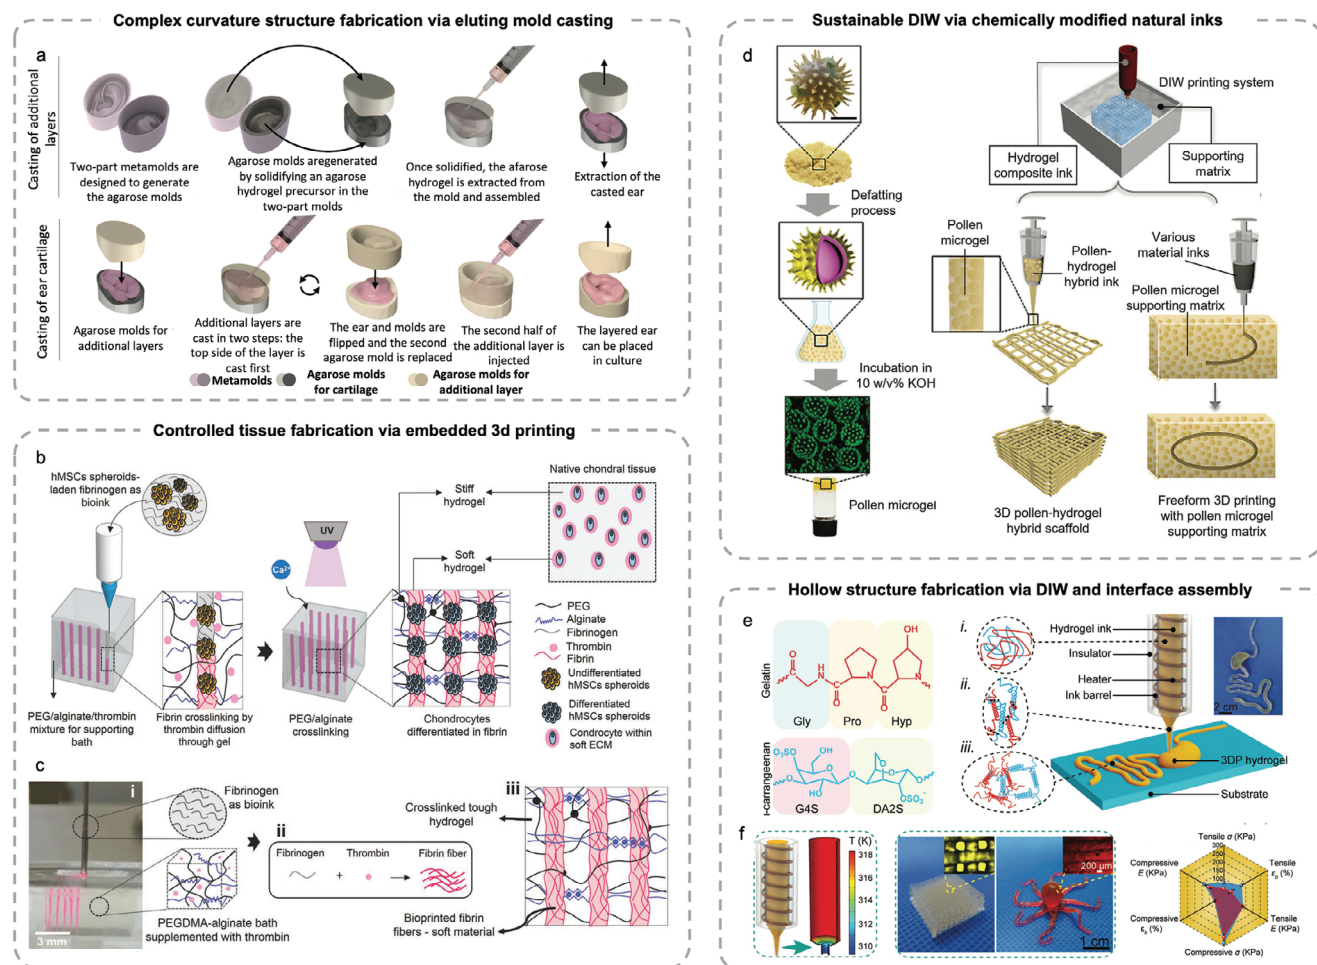 Complex curvature structure fabrication via eluting mold casting
a
Casting of additional
layers
Two-part metamolds are
designed to generate
the agarose molds
Agarose molds aregenerated
by solidifying an agarose
hydrogel precursor in the
two-part molds
Once solidified, the afarose
hydrogel is extracted from
the mold and assembled
Extraction of the
casted ear
Casting of ear cartilage
Agarose molds for
additional layers
Additional layers are
cast in two steps: the
top side of the layer is
cast first
The ear and molds are
flipped and the second
agarose mold is replaced
The second half of
the additional layer is
injected
The layered ear
can be placed
in culture
Metamolds
Agarose molds
for cartilage
Agarose molds for
additional layer
Controlled tissue fabrication via embedded 3d printing
b
hMSCs spheroids-
laden fibrinogen as
bioink
PEG/alginate/thrombin
mixture for supporting
bath
Fibrin crosslinking by
thrombin diffusion
through gel
UV
Ca2+
PEG/alginate
crosslinking
Stiff
hydrogel
Soft
hydrogel
Native chondral tissue
Chondrocytes
differentiated in fibrin
PEG
Alginate
Fibrinogen
Thrombin
Fibrin
Undifferentiated
hMSCs spheroids
Differentiated
hMSCs spheroids
Condrocyte within
soft ECM
c
i
3 mm
Fibrinogen
as bioink
PEGDMA-alginate bath
supplemented with thrombin
ii
Fibrinogen
Thrombin
Fibrin fiber
+
iii
Crosslinked tough
hydrogel
Bioprinted fibrin
fibers - soft material
Sustainable DIW via chemically modified natural inks
d
Defatting
process
Incubation in
10 w/v% KOH
Pollen microgel
DIW printing system
Hydrogel
composite ink
Supporting
matrix
Pollen
microgel
Pollen-
hydrogel
hybrid ink
Various
material inks
Pollen microgel
supporting matrix
3D pollen-hydrogel
hybrid scaffold
Freeform 3D printing
with pollen microgel
supporting matrix
Hollow structure fabrication via DIW and interface assembly
e
Gelatin
O
NH
O
N
O
N
OH
Gly
Pro
Hyp
ι-carrangeenan
O₃SO
OH
OH
HO
O
OSO₃⁻
G4S
DA2S
i.
ii.
iii.
Hydrogel ink
Insulator
Heater
Ink barrel
2 cm
3DP hydrogel
Substrate
f
T (K)
318
316
314
312
310
200 µm
1 cm
Tensile σ (KPa)
300
250
200
150
100
Tensile
εb (%)
Tensile
E (KPa)
Compressive σ (KPa)
Compressive
εb (%)
Compressive
E (KPa)